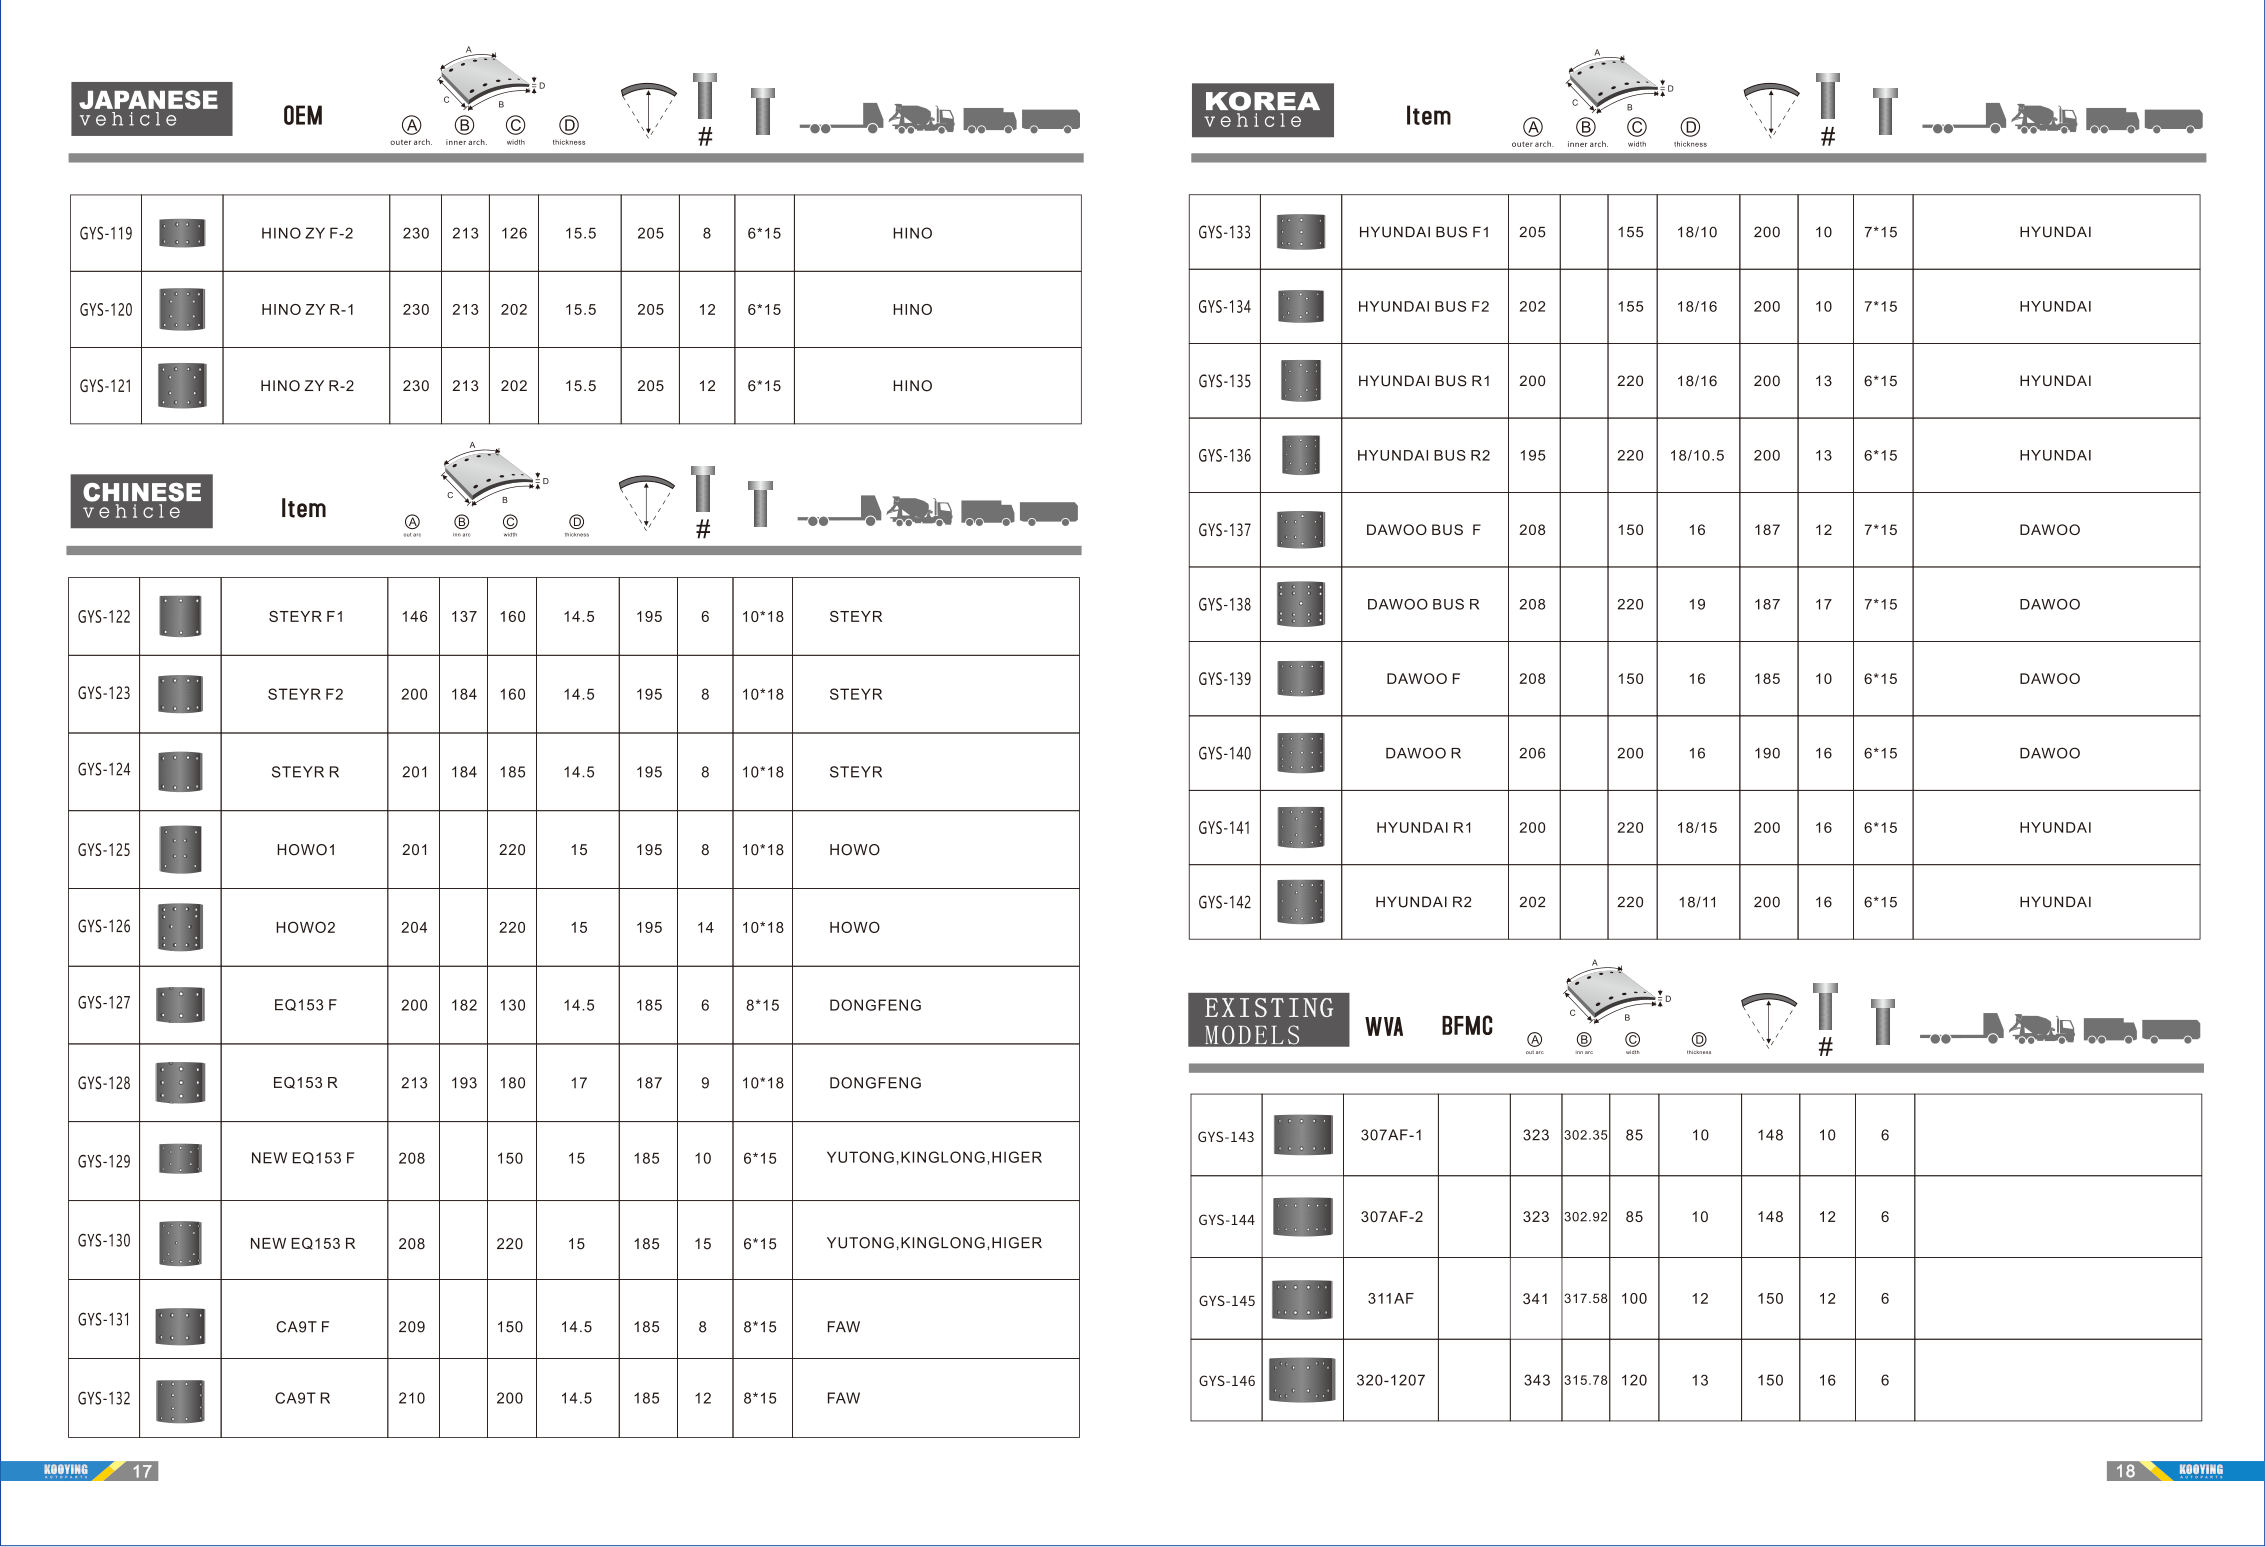 JAPANESE
vehicle
OEM
A
C
B
D
A B C D
outer arch. inner arch. width thickness
#
GYS-119 HINO ZY F-2 230 213 126 15.5 205 8 6*15 HINO
GYS-120 HINO ZY R-1 230 213 202 15.5 205 12 6*15 HINO
GYS-121 HINO ZY R-2 230 213 202 15.5 205 12 6*15 HINO
CHINESE
vehicle
Item
A
C
B
D
A B C D
out arc inn arc width thickness
#
GYS-122 STEYR F1 146 137 160 14.5 195 6 10*18 STEYR
GYS-123 STEYR F2 200 184 160 14.5 195 8 10*18 STEYR
GYS-124 STEYR R 201 184 185 14.5 195 8 10*18 STEYR
GYS-125 HOWO1 201 220 15 195 8 10*18 HOWO
GYS-126 HOWO2 204 220 15 195 14 10*18 HOWO
GYS-127 EQ153 F 200 182 130 14.5 185 6 8*15 DONGFENG
GYS-128 EQ153 R 213 193 180 17 187 9 10*18 DONGFENG
GYS-129 NEW EQ153 F 208 150 15 185 10 6*15 YUTONG,KINGLONG,HIGER
GYS-130 NEW EQ153 R 208 220 15 185 15 6*15 YUTONG,KINGLONG,HIGER
GYS-131 CA9T F 209 150 14.5 185 8 8*15 FAW
GYS-132 CA9T R 210 200 14.5 185 12 8*15 FAW
KOOYING
AUTOPARTS
17
KOREA
vehicle
Item
A
C
B
D
A B C D
outer arch. inner arch. width thickness
#
GYS-133 HYUNDAI BUS F1 205 155 18/10 200 10 7*15 HYUNDAI
GYS-134 HYUNDAI BUS F2 202 155 18/16 200 10 7*15 HYUNDAI
GYS-135 HYUNDAI BUS R1 200 220 18/16 200 13 6*15 HYUNDAI
GYS-136 HYUNDAI BUS R2 195 220 18/10.5 200 13 6*15 HYUNDAI
GYS-137 DAWOO BUS F 208 150 16 187 12 7*15 DAWOO
GYS-138 DAWOO BUS R 208 220 19 187 17 7*15 DAWOO
GYS-139 DAWOO F 208 150 16 185 10 6*15 DAWOO
GYS-140 DAWOO R 206 200 16 190 16 6*15 DAWOO
GYS-141 HYUNDAI R1 200 220 18/15 200 16 6*15 HYUNDAI
GYS-142 HYUNDAI R2 202 220 18/11 200 16 6*15 HYUNDAI
EXISTING
MODELS
WVA BFMC
A
C
B
D
A B C D
out arc inn arc width thickness
#
GYS-143 307AF-1 323 302.35 85 10 148 10 6
GYS-144 307AF-2 323 302.92 85 10 148 12 6
GYS-145 311AF 341 317.58 100 12 150 12 6
GYS-146 320-1207 343 315.78 120 13 150 16 6
18
KOOYING
AUTOPARTS